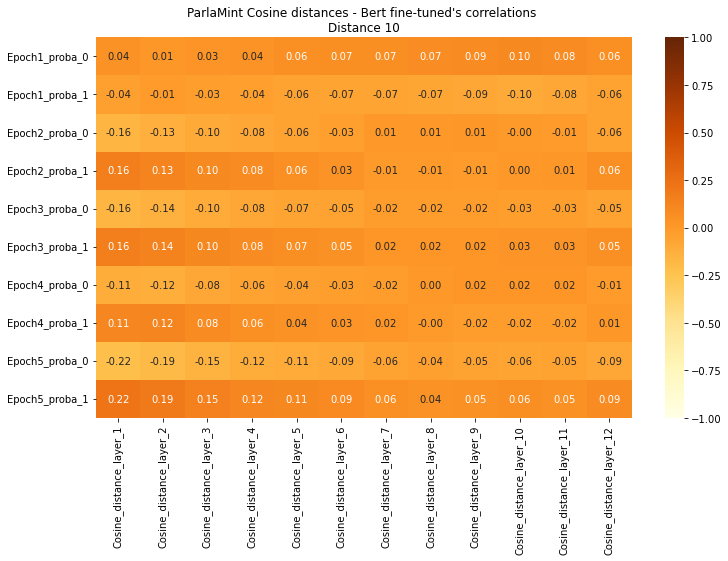 ParlaMint Cosine distances - Bert fine-tuned's correlations
Distance 10
Epoch1_proba_0 0.04 0.01 0.03 0.04 0.06 0.07 0.07 0.07 0.09 0.10 0.08 0.06
Epoch1_proba_1 -0.04 -0.01 -0.03 -0.04 -0.06 -0.07 -0.07 -0.07 -0.09 -0.10 -0.08 -0.06
Epoch2_proba_0 -0.16 -0.13 -0.10 -0.08 -0.06 -0.03 0.01 0.01 0.01 -0.00 -0.01 -0.06
Epoch2_proba_1 0.16 0.13 0.10 0.08 0.06 0.03 -0.01 -0.01 -0.01 0.00 0.01 0.06
Epoch3_proba_0 -0.16 -0.14 -0.10 -0.08 -0.07 -0.05 -0.02 -0.02 -0.02 -0.03 -0.03 -0.05
Epoch3_proba_1 0.16 0.14 0.10 0.08 0.07 0.05 0.02 0.02 0.02 0.03 0.03 0.05
Epoch4_proba_0 -0.11 -0.12 -0.08 -0.06 -0.04 -0.03 -0.02 0.00 0.02 0.02 0.02 -0.01
Epoch4_proba_1 0.11 0.12 0.08 0.06 0.04 0.03 0.02 -0.00 -0.02 -0.02 -0.02 0.01
Epoch5_proba_0 -0.22 -0.19 -0.15 -0.12 -0.11 -0.09 -0.06 -0.04 -0.05 -0.06 -0.05 -0.09
Epoch5_proba_1 0.22 0.19 0.15 0.12 0.11 0.09 0.06 0.04 0.05 0.06 0.05 0.09
Cosine_distance_layer_1
Cosine_distance_layer_2
Cosine_distance_layer_3
Cosine_distance_layer_4
Cosine_distance_layer_5
Cosine_distance_layer_6
Cosine_distance_layer_7
Cosine_distance_layer_8
Cosine_distance_layer_9
Cosine_distance_layer_10
Cosine_distance_layer_11
Cosine_distance_layer_12
1.00
0.75
0.50
0.25
0.00
−0.25
−0.50
−0.75
−1.00